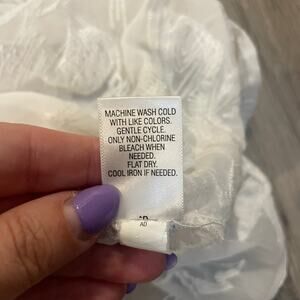 MACHINE WASH COLD
WITH LIKE COLORS.
GENTLE CYCLE.
ONLY NON-CHLORINE
BLEACH WHEN
NEEDED.
FLAT DRY.
COOL IRON IF NEEDED.
AD